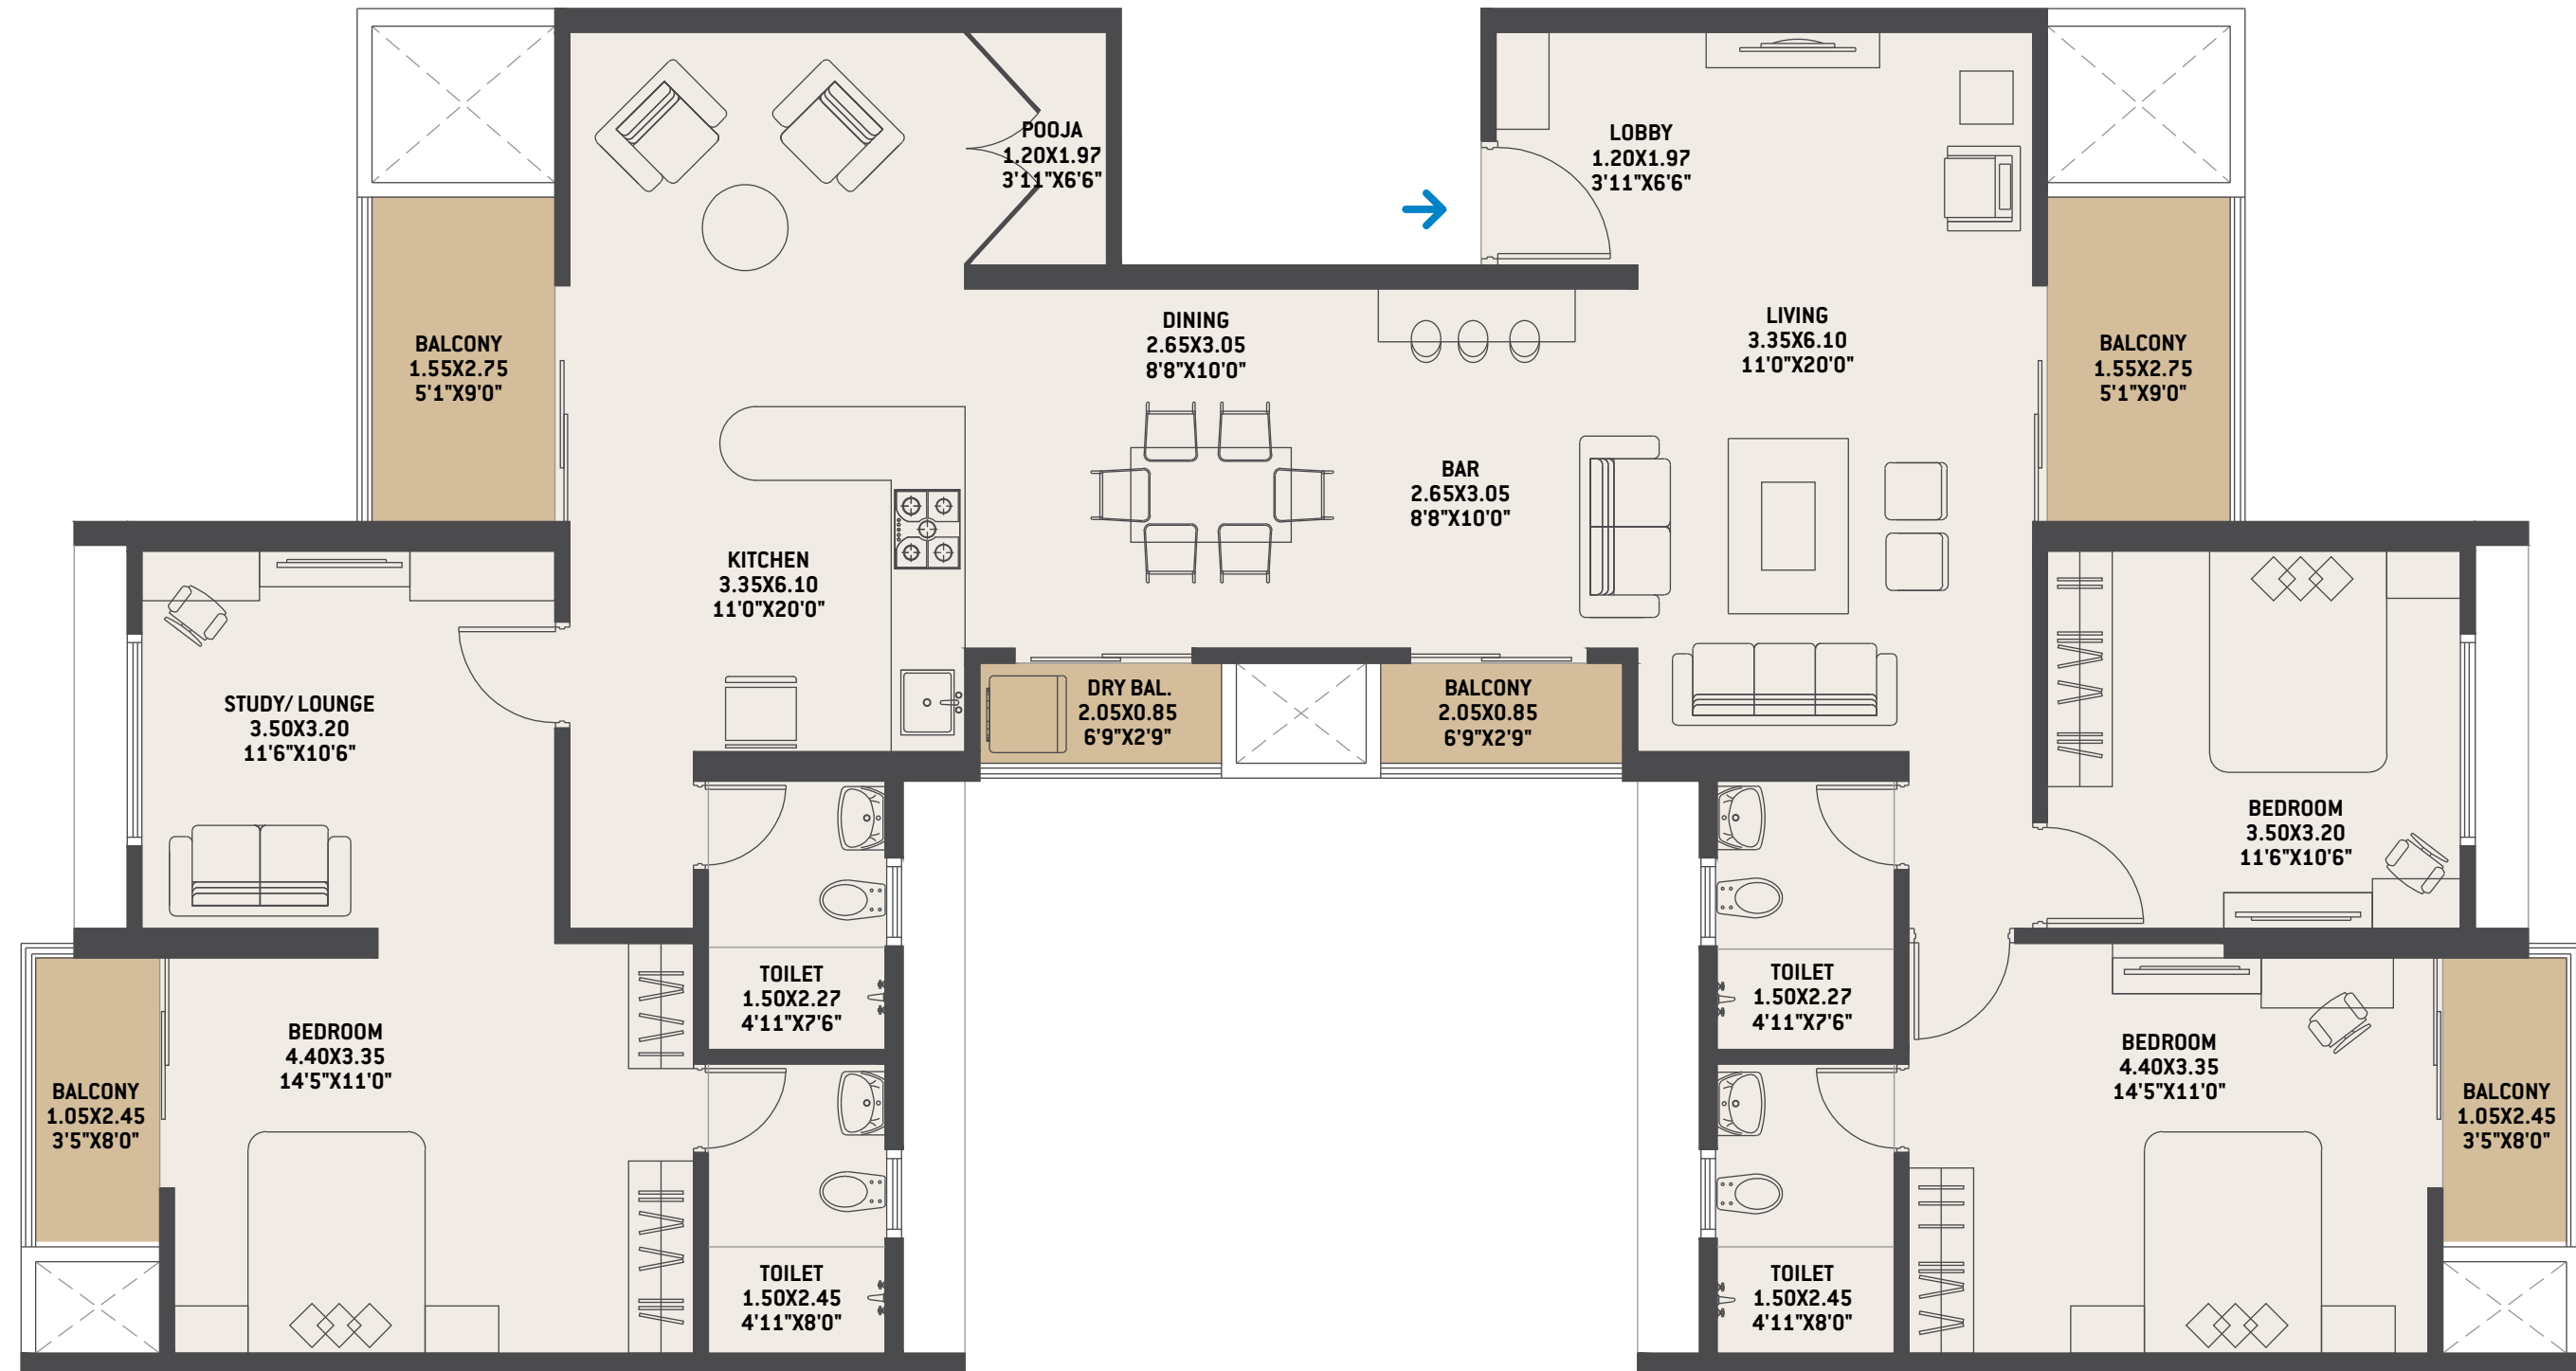 POOJA
1.20X1.97
3'11"X6'6"
LOBBY
1.20X1.97
3'11"X6'6"
BALCONY
1.55X2.75
5'1"X9'0"
DINING
2.65X3.05
8'8"X10'0"
LIVING
3.35X6.10
11'0"X20'0"
BALCONY
1.55X2.75
5'1"X9'0"
BAR
2.65X3.05
8'8"X10'0"
KITCHEN
3.35X6.10
11'0"X20'0"
STUDY/ LOUNGE
3.50X3.20
11'6"X10'6"
DRY BAL.
2.05X0.85
6'9"X2'9"
BALCONY
2.05X0.85
6'9"X2'9"
BEDROOM
3.50X3.20
11'6"X10'6"
TOILET
1.50X2.27
4'11"X7'6"
TOILET
1.50X2.27
4'11"X7'6"
BEDROOM
4.40X3.35
14'5"X11'0"
BEDROOM
4.40X3.35
14'5"X11'0"
BALCONY
1.05X2.45
3'5"X8'0"
BALCONY
1.05X2.45
3'5"X8'0"
TOILET
1.50X2.45
4'11"X8'0"
TOILET
1.50X2.45
4'11"X8'0"